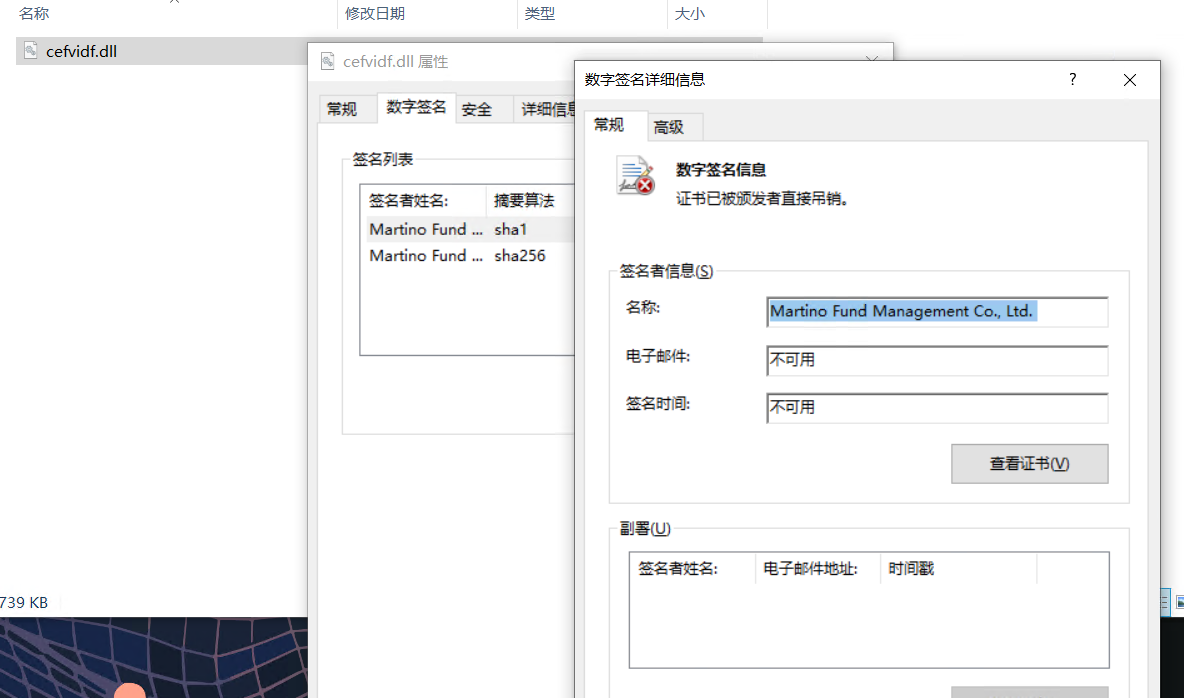 名称 修改日期 类型 大小
cefvidf.dll
cefvidf.dll 属性
常规 数字签名 安全 详细信息
签名列表
签名者姓名: 摘要算法
Martino Fund ... sha1
Martino Fund ... sha256
739 KB
数字签名详细信息 ?
常规 高级
数字签名信息
证书已被颁发者直接吊销。
签名者信息(S)
名称: Martino Fund Management Co., Ltd.
电子邮件: 不可用
签名时间: 不可用
查看证书(V)
副署(U)
签名者姓名: 电子邮件地址: 时间戳